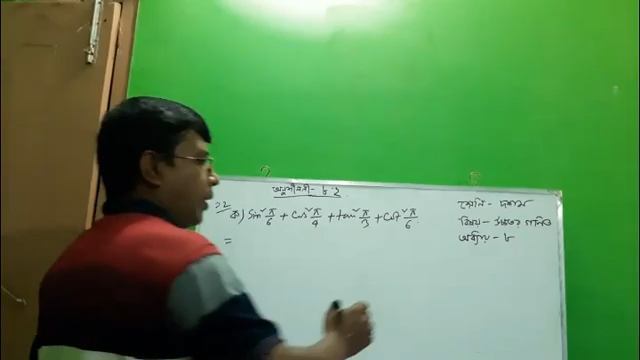 অনুশীলনী- ৮.২
শ্রেণি - দশম
২২
ক) Sin²π/6 + Cos²π/4 + tan²π/3 + Cot²π/6
বিষয় - উচ্চতর গণিত
=
অধ্যায় - ৮